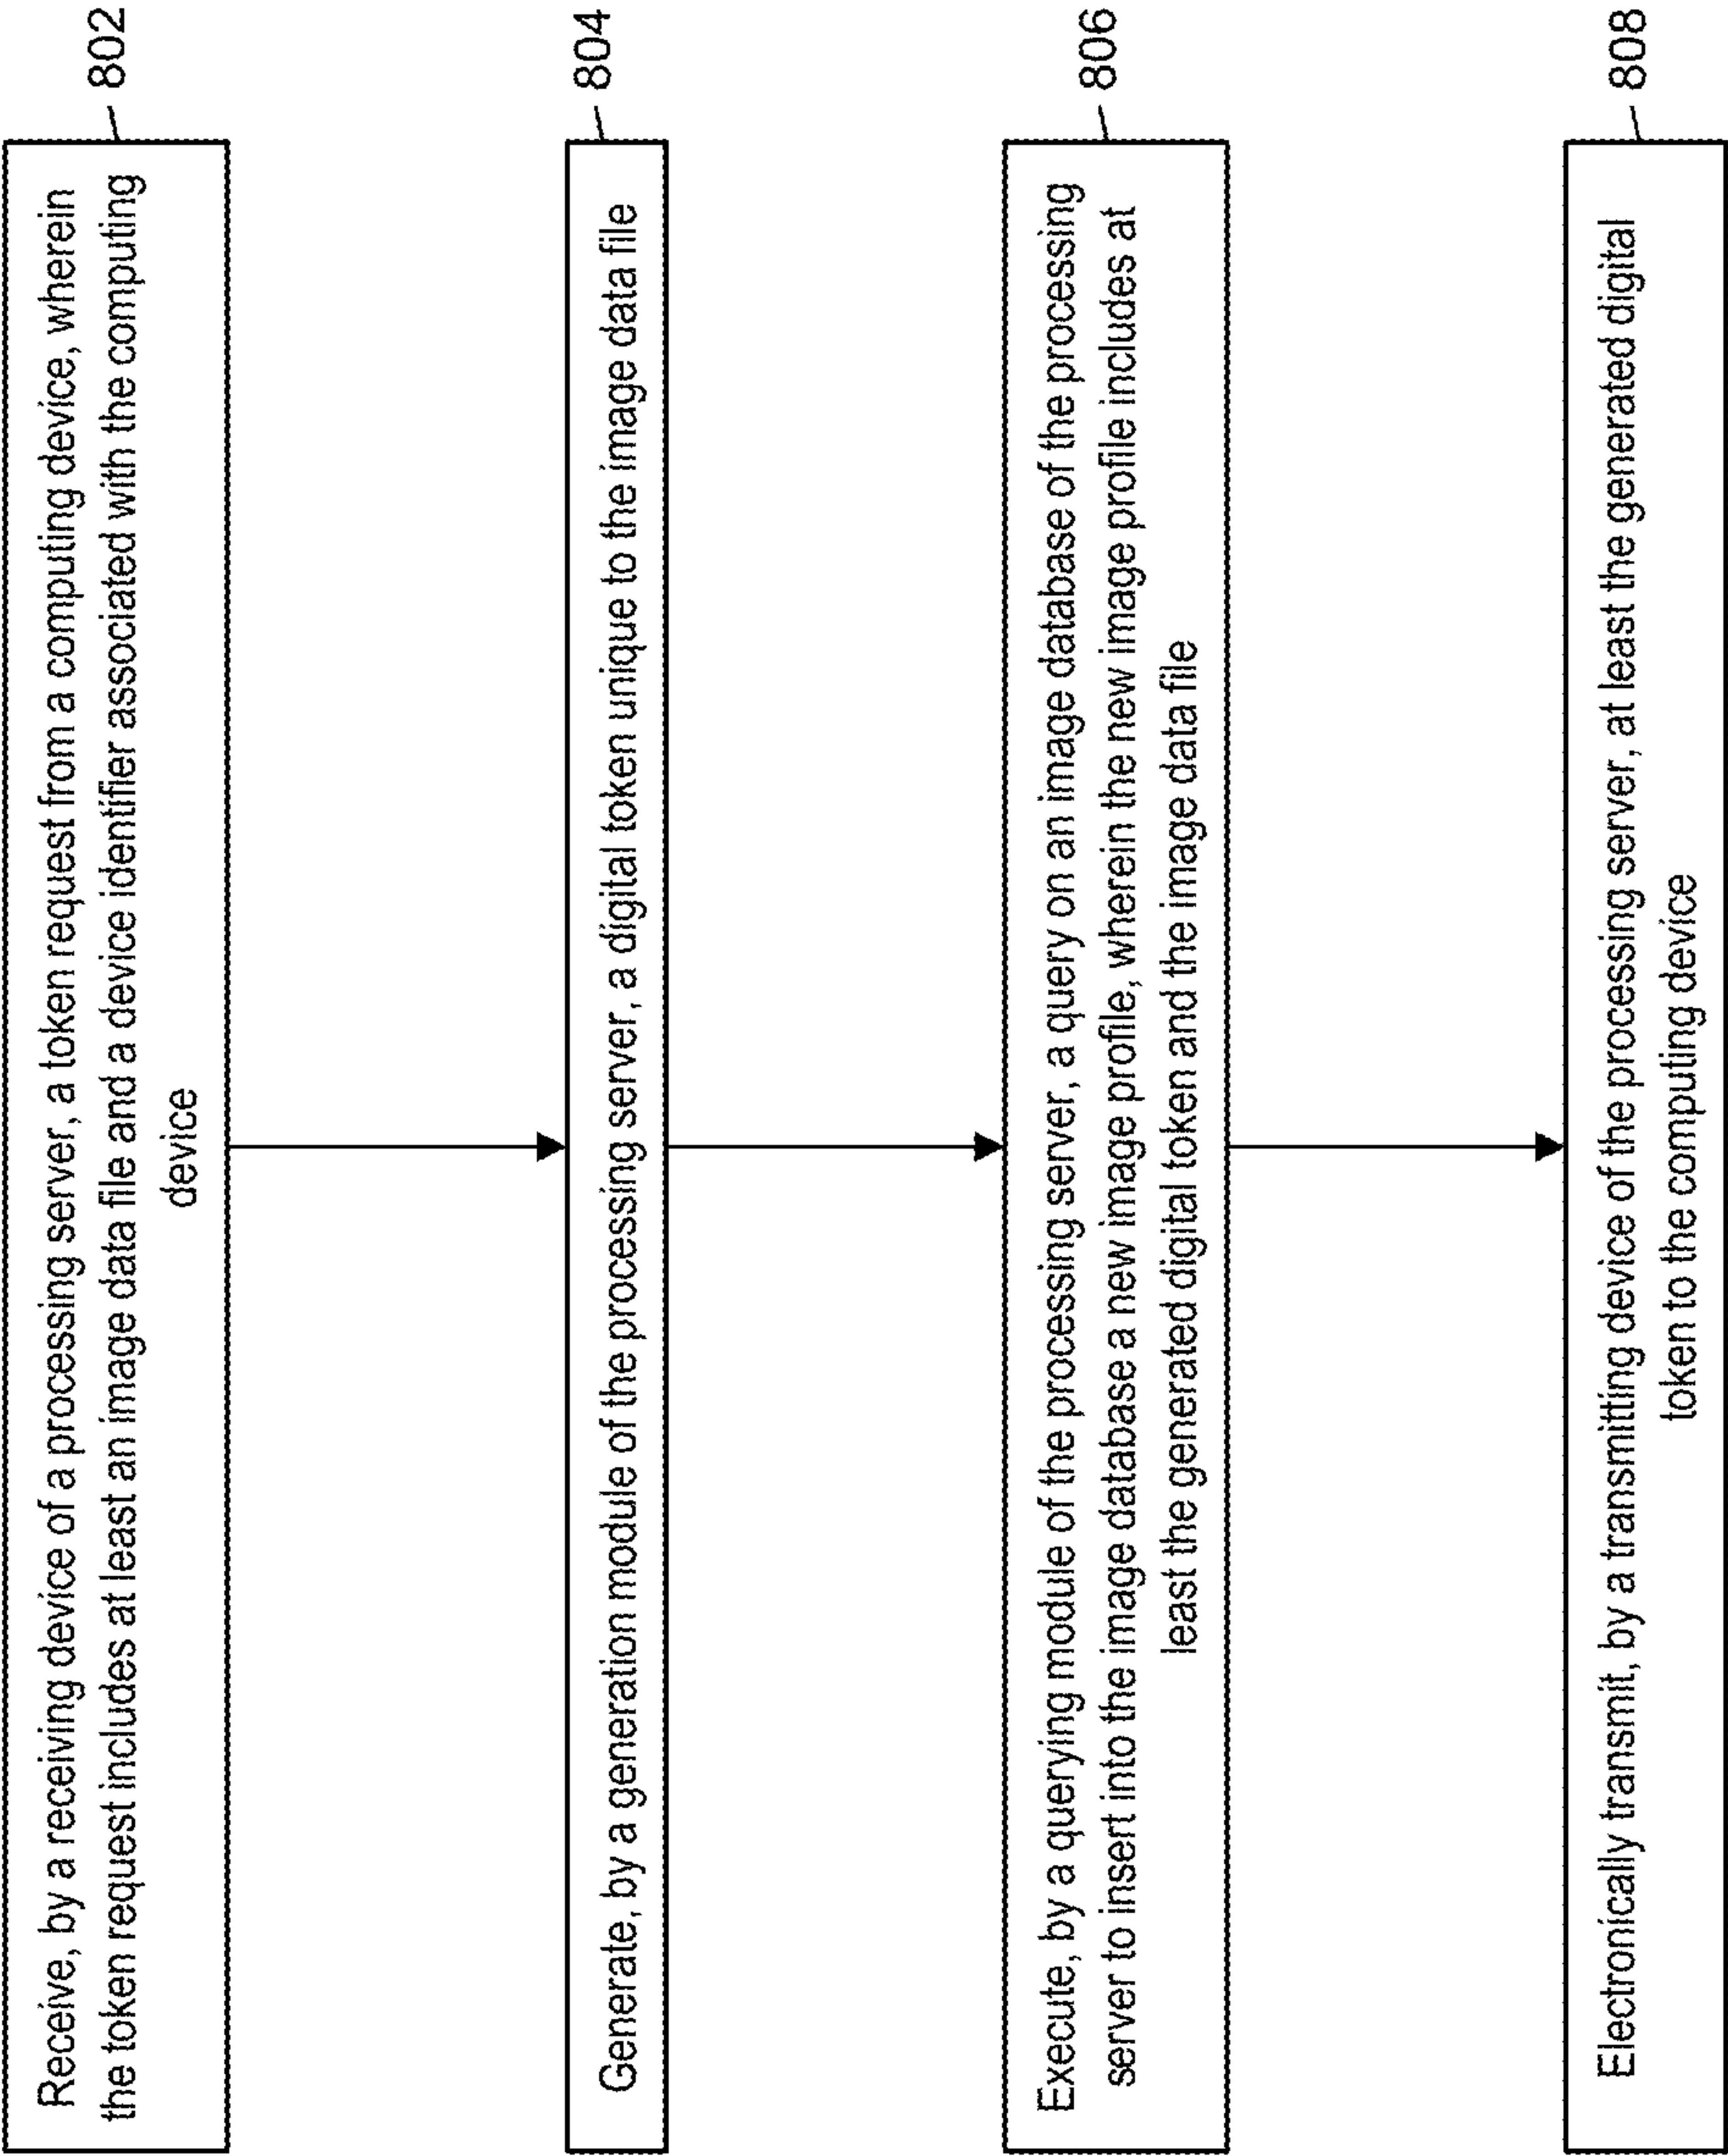 Receive, by a receiving device of a processing server, a token request from a computing device, wherein
the token request includes at least an image data file and a device identifier associated with the computing
device
802
Generate, by a generation module of the processing server, a digital token unique to the image data file
804
Execute, by a querying module of the processing server, a query on an image database of the processing
server to insert into the image database a new image profile, wherein the new image profile includes at
least the generated digital token and the image data file
806
Electronically transmit, by a transmitting device of the processing server, at least the generated digital
token to the computing device
808